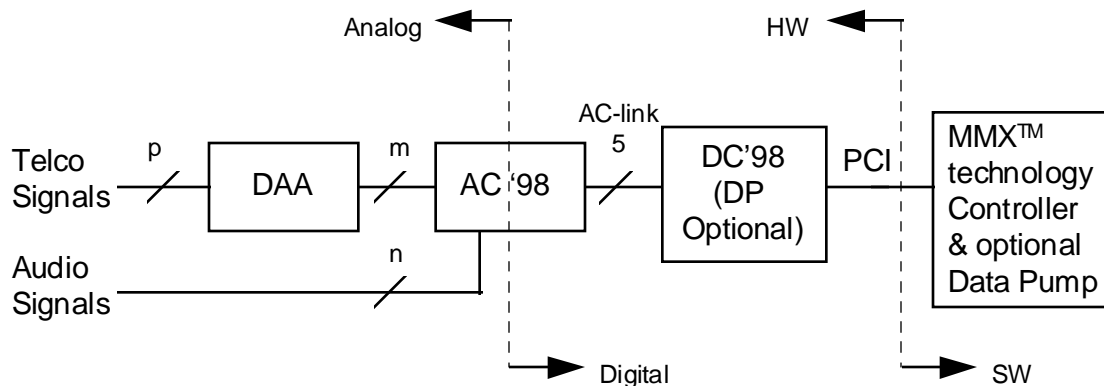 Analog
HW
AC-link
5
Telco
Signals
p
DAA
m
AC ‘98
DC’98
(DP
Optional)
PCI
MMX™
technology
Controller
& optional
Data Pump
Audio
Signals
n
Digital
SW